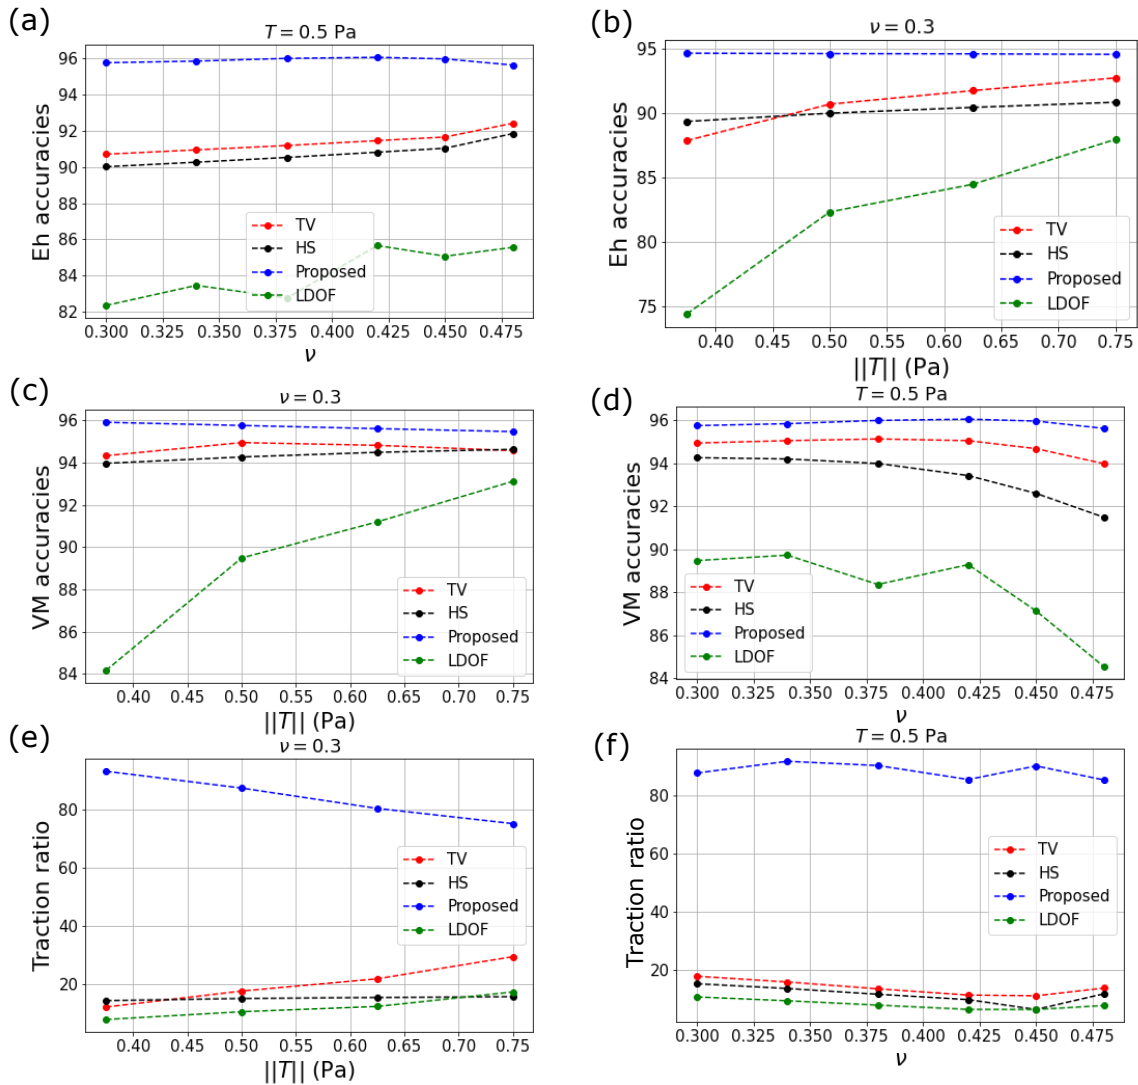 (a)
T = 0.5 Pa
Eh accuracies
96
94
92
90
88
86
84
82
TV
HS
Proposed
LDOF
0.300 0.325 0.350 0.375 0.400 0.425 0.450 0.475
ν
(b)
ν = 0.3
Eh accuracies
95
90
85
80
75
TV
HS
Proposed
LDOF
0.40 0.45 0.50 0.55 0.60 0.65 0.70 0.75
||T|| (Pa)
(c)
ν = 0.3
VM accuracies
96
94
92
90
88
86
84
TV
HS
Proposed
LDOF
0.40 0.45 0.50 0.55 0.60 0.65 0.70 0.75
||T|| (Pa)
(d)
T = 0.5 Pa
VM accuracies
96
94
92
90
88
86
84
TV
HS
Proposed
LDOF
0.300 0.325 0.350 0.375 0.400 0.425 0.450 0.475
ν
(e)
ν = 0.3
Traction ratio
80
60
40
20
TV
HS
Proposed
LDOF
0.40 0.45 0.50 0.55 0.60 0.65 0.70 0.75
||T|| (Pa)
(f)
T = 0.5 Pa
Traction ratio
80
60
40
20
TV
HS
Proposed
LDOF
0.300 0.325 0.350 0.375 0.400 0.425 0.450 0.475
ν